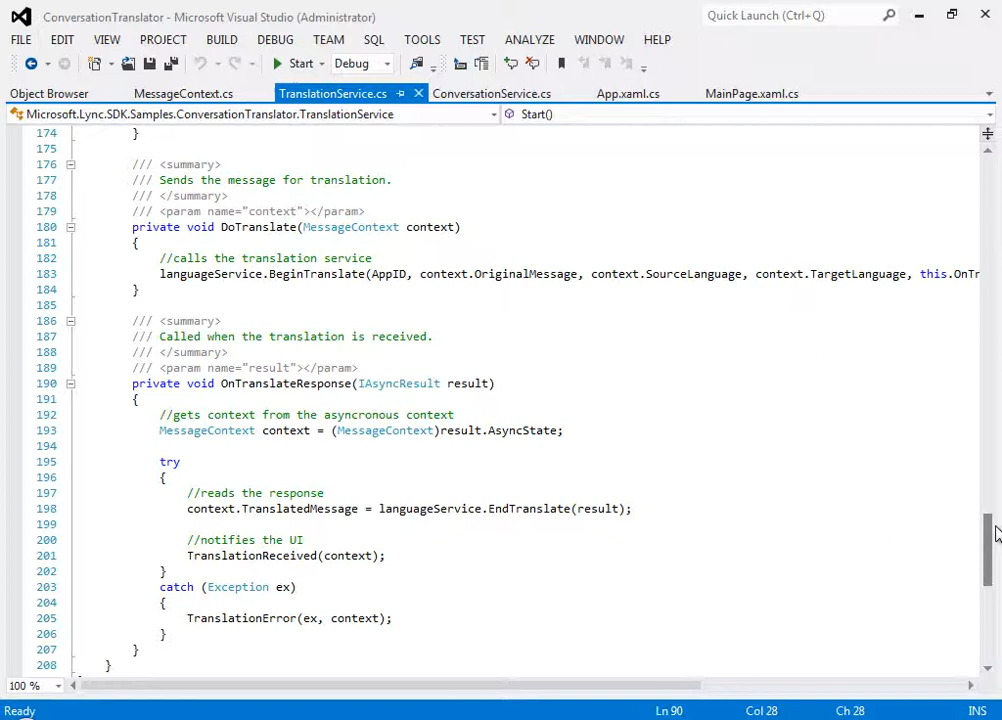 ConversationTranslator - Microsoft Visual Studio (Administrator)
Quick Launch (Ctrl+Q)
FILE EDIT VIEW PROJECT BUILD DEBUG TEAM SQL TOOLS TEST ANALYZE WINDOW HELP
Start Debug
Object Browser MessageContext.cs TranslationService.cs ConversationService.cs App.xaml.cs MainPage.xaml.cs
Microsoft.Lync.SDK.Samples.ConversationTranslator.TranslationService Start()
174 }
175
176 /// <summary>
177 /// Sends the message for translation.
178 /// </summary>
179 /// <param name="context"></param>
180 private void DoTranslate(MessageContext context)
181 {
182 //calls the translation service
183 languageService.BeginTranslate(AppID, context.OriginalMessage, context.SourceLanguage, context.TargetLanguage, this.OnTr
184 }
185
186 /// <summary>
187 /// Called when the translation is received.
188 /// </summary>
189 /// <param name="result"></param>
190 private void OnTranslateResponse(IAsyncResult result)
191 {
192 //gets context from the asyncronous context
193 MessageContext context = (MessageContext)result.AsyncState;
194
195 try
196 {
197 //reads the response
198 context.TranslatedMessage = languageService.EndTranslate(result);
199
200 //notifies the UI
201 TranslationReceived(context);
202 }
203 catch (Exception ex)
204 {
205 TranslationError(ex, context);
206 }
207 }
208 }
100 %
Ready Ln 90 Col 28 Ch 28 INS